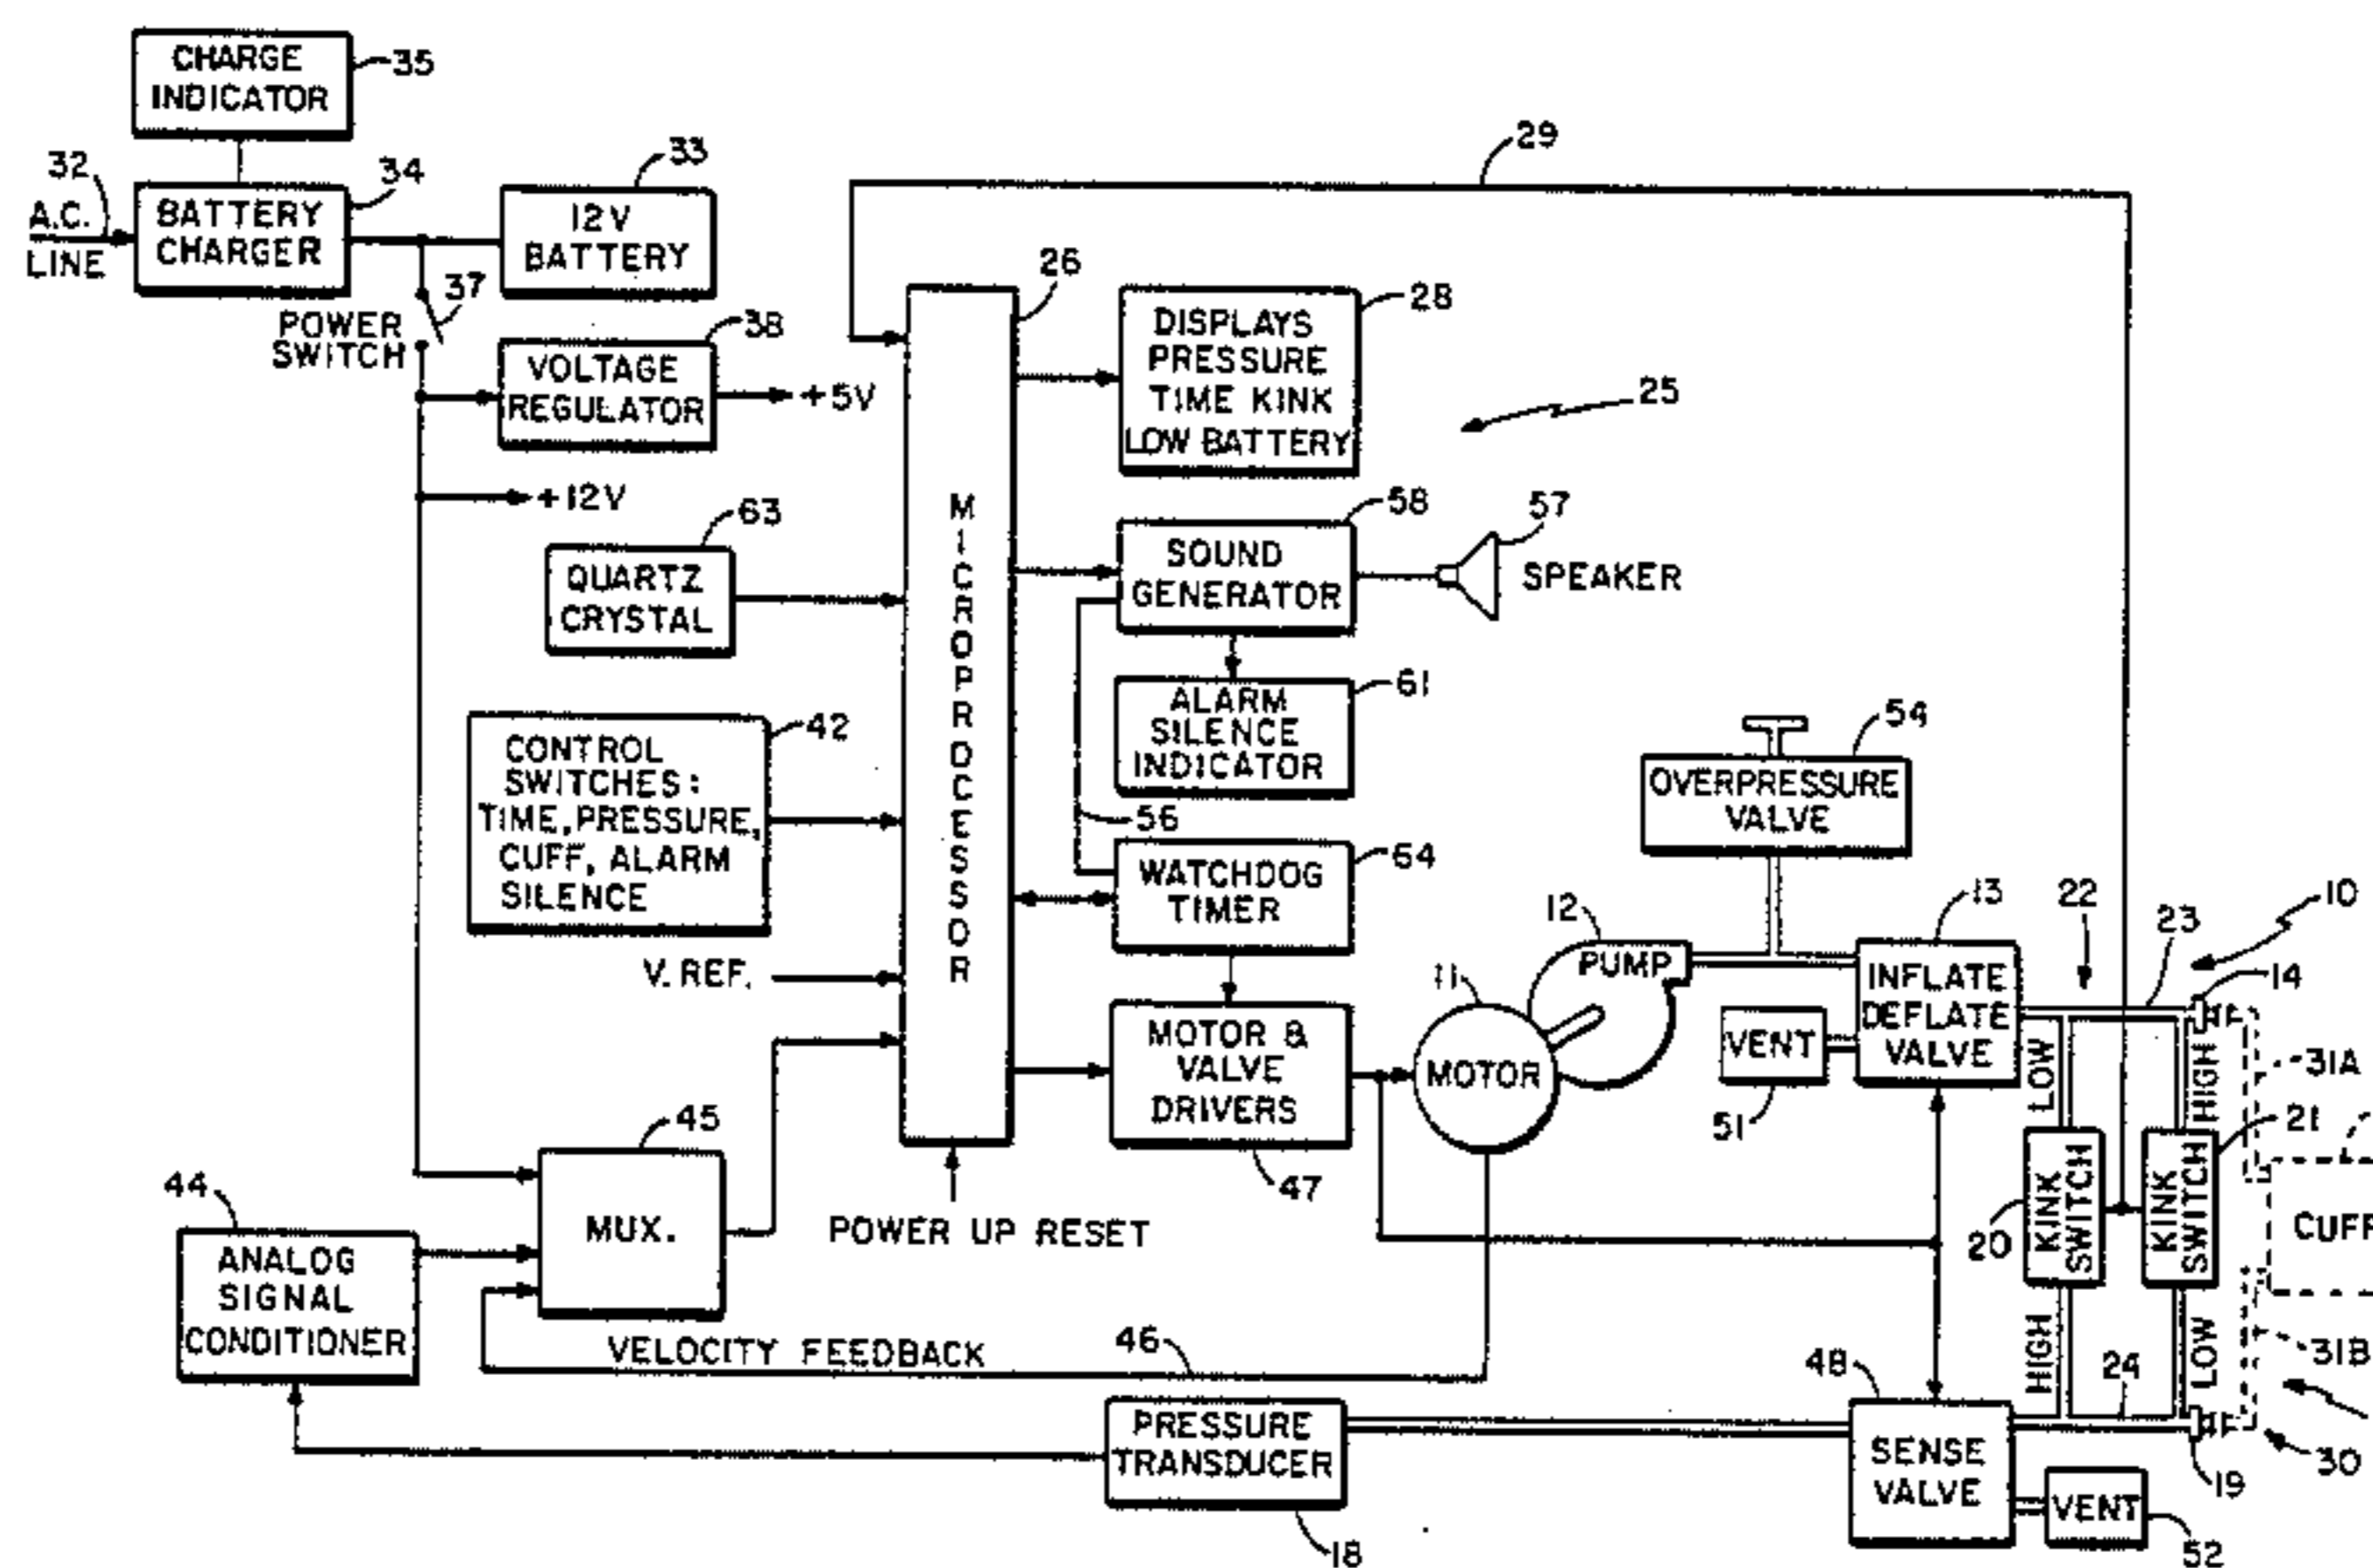 CHARGE
INDICATOR
35
32
A.C.
LINE
BATTERY
CHARGER
34
33
12V
BATTERY
29
37
POWER
SWITCH
38
VOLTAGE
REGULATOR
+5V
+12V
26
MICROPROCESSOR
28
DISPLAYS
PRESSURE
TIME KINK
LOW BATTERY
25
63
QUARTZ
CRYSTAL
58
SOUND
GENERATOR
57
SPEAKER
61
ALARM
SILENCE
INDICATOR
42
CONTROL
SWITCHES:
TIME, PRESSURE,
CUFF, ALARM
SILENCE
56
64
WATCHDOG
TIMER
54
OVERPRESSURE
VALVE
V. REF.
MOTOR &
VALVE
DRIVERS
47
11
MOTOR
12
PUMP
13
INFLATE
DEFLATE
VALVE
VENT
51
22
23
10
14
LOW
HIGH
31A
21
KINK
SWITCH
20
KINK
SWITCH
CUFF
45
MUX.
POWER UP RESET
44
ANALOG
SIGNAL
CONDITIONER
VELOCITY FEEDBACK
46
HIGH
LOW
24
31B
30
19
48
SENSE
VALVE
VENT
52
PRESSURE
TRANSDUCER
18